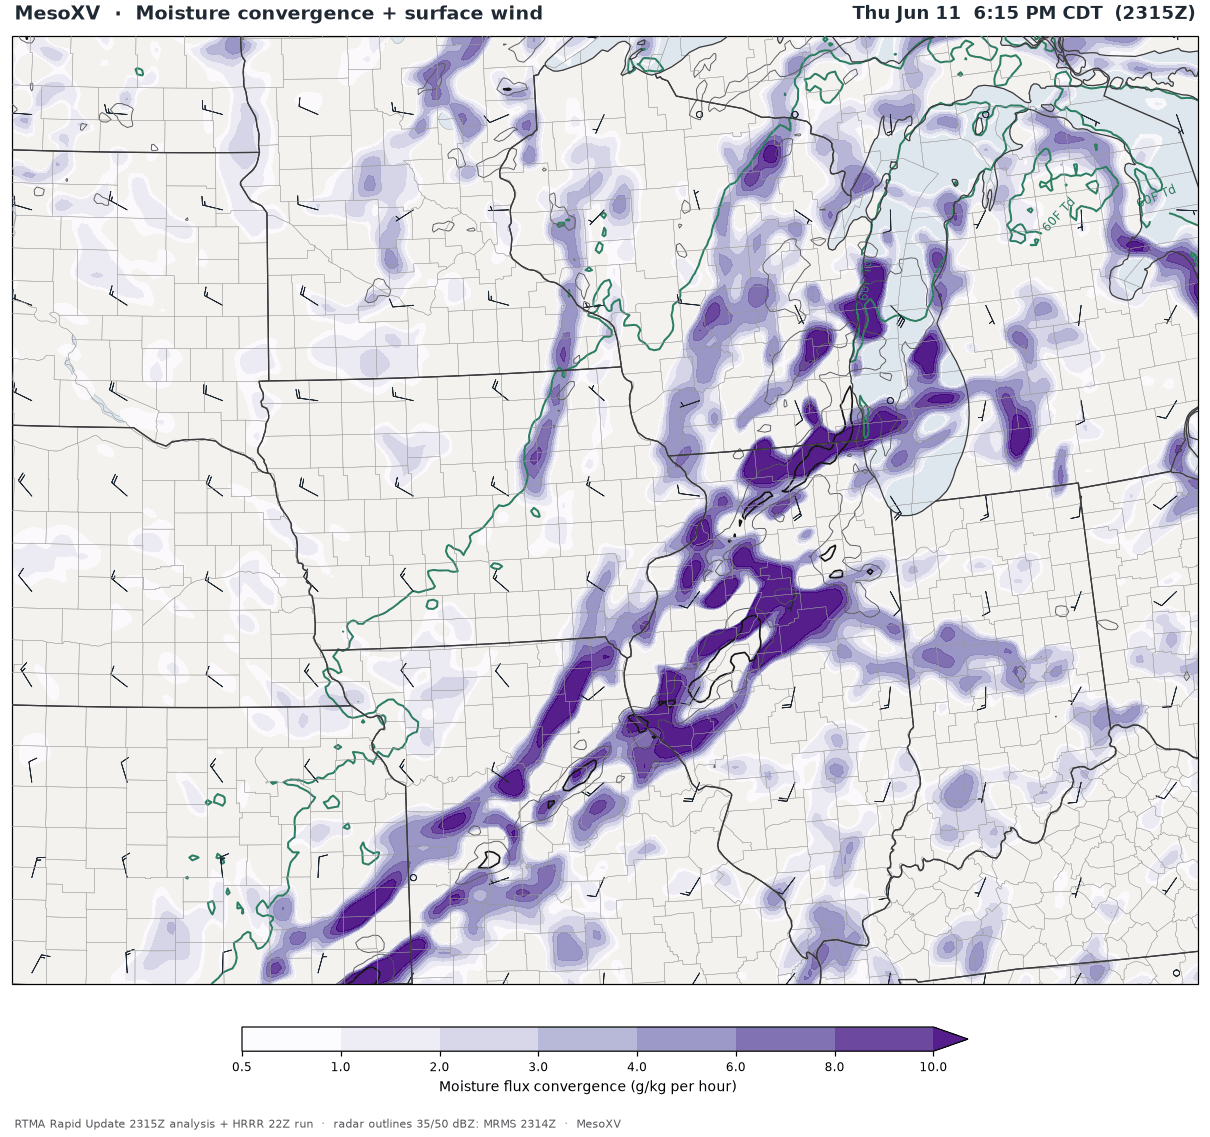 MesoXV · Moisture convergence + surface wind
Thu Jun 11 6:15 PM CDT (2315Z)
60F Td
60F Td
0.5 1.0 2.0 3.0 4.0 6.0 8.0 10.0
Moisture flux convergence (g/kg per hour)
RTMA Rapid Update 2315Z analysis + HRRR 22Z run · radar outlines 35/50 dBZ: MRMS 2314Z · MesoXV